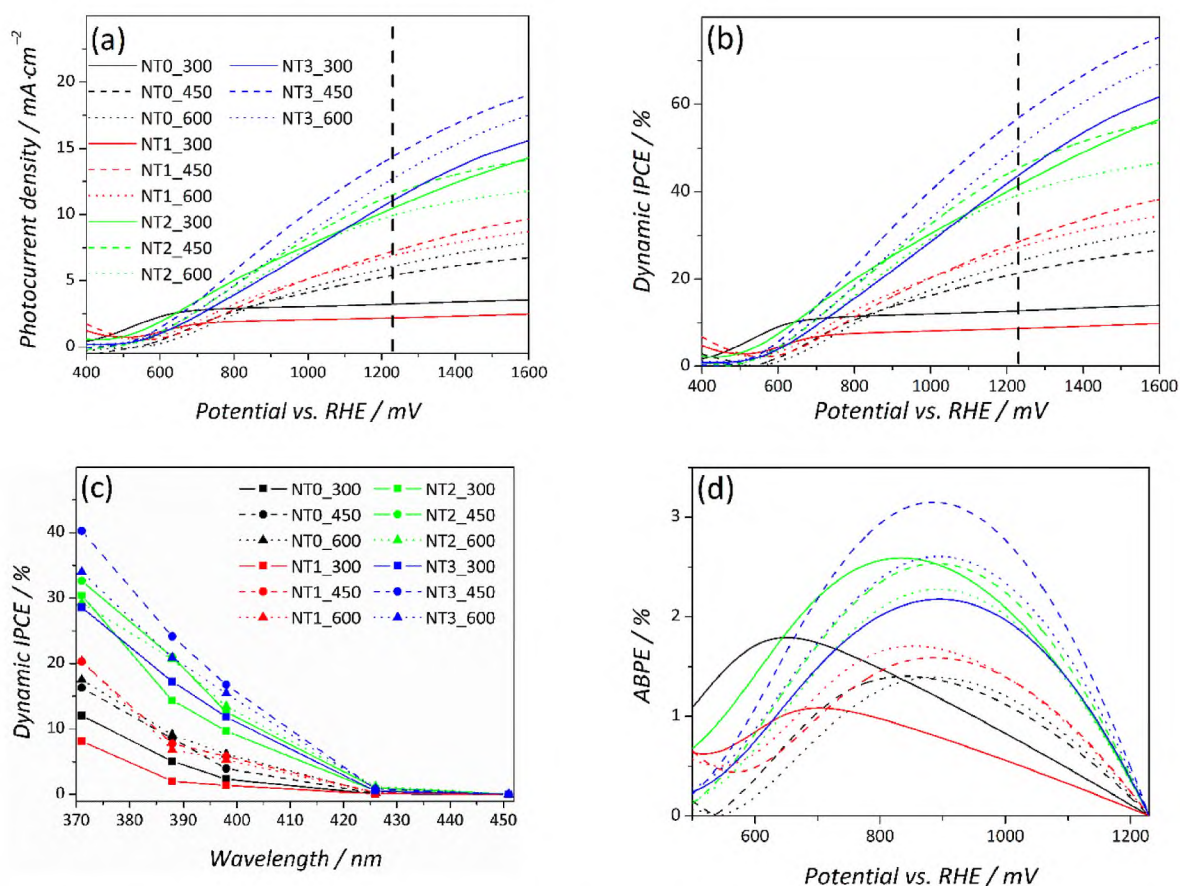 (a)
Photocurrent density / mA·cm⁻²
20
15
10
5
0
NT0_300
NT0_450
NT0_600
NT1_300
NT1_450
NT1_600
NT2_300
NT2_450
NT2_600
NT3_300
NT3_450
NT3_600
400 600 800 1000 1200 1400 1600
Potential vs. RHE / mV
(b)
Dynamic IPCE / %
60
40
20
0
400 600 800 1000 1200 1400 1600
Potential vs. RHE / mV
(c)
Dynamic IPCE / %
40
30
20
10
0
NT0_300
NT0_450
NT0_600
NT1_300
NT1_450
NT1_600
NT2_300
NT2_450
NT2_600
NT3_300
NT3_450
NT3_600
370 380 390 400 410 420 430 440 450
Wavelength / nm
(d)
ABPE / %
3
2
1
0
600 800 1000 1200
Potential vs. RHE / mV